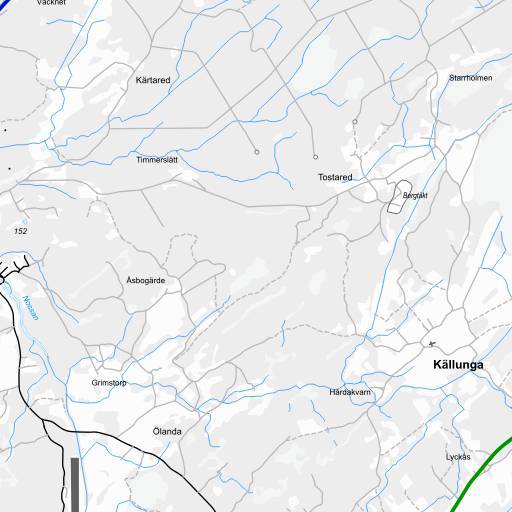 Väcknet
Kärtared
Starrholmen
Timmerslätt
Tostared
Bergtäkt
152
Åsbogärde
Nossan
Källunga
Grimstorp
Hårdakvarn
Ölanda
Lyckås